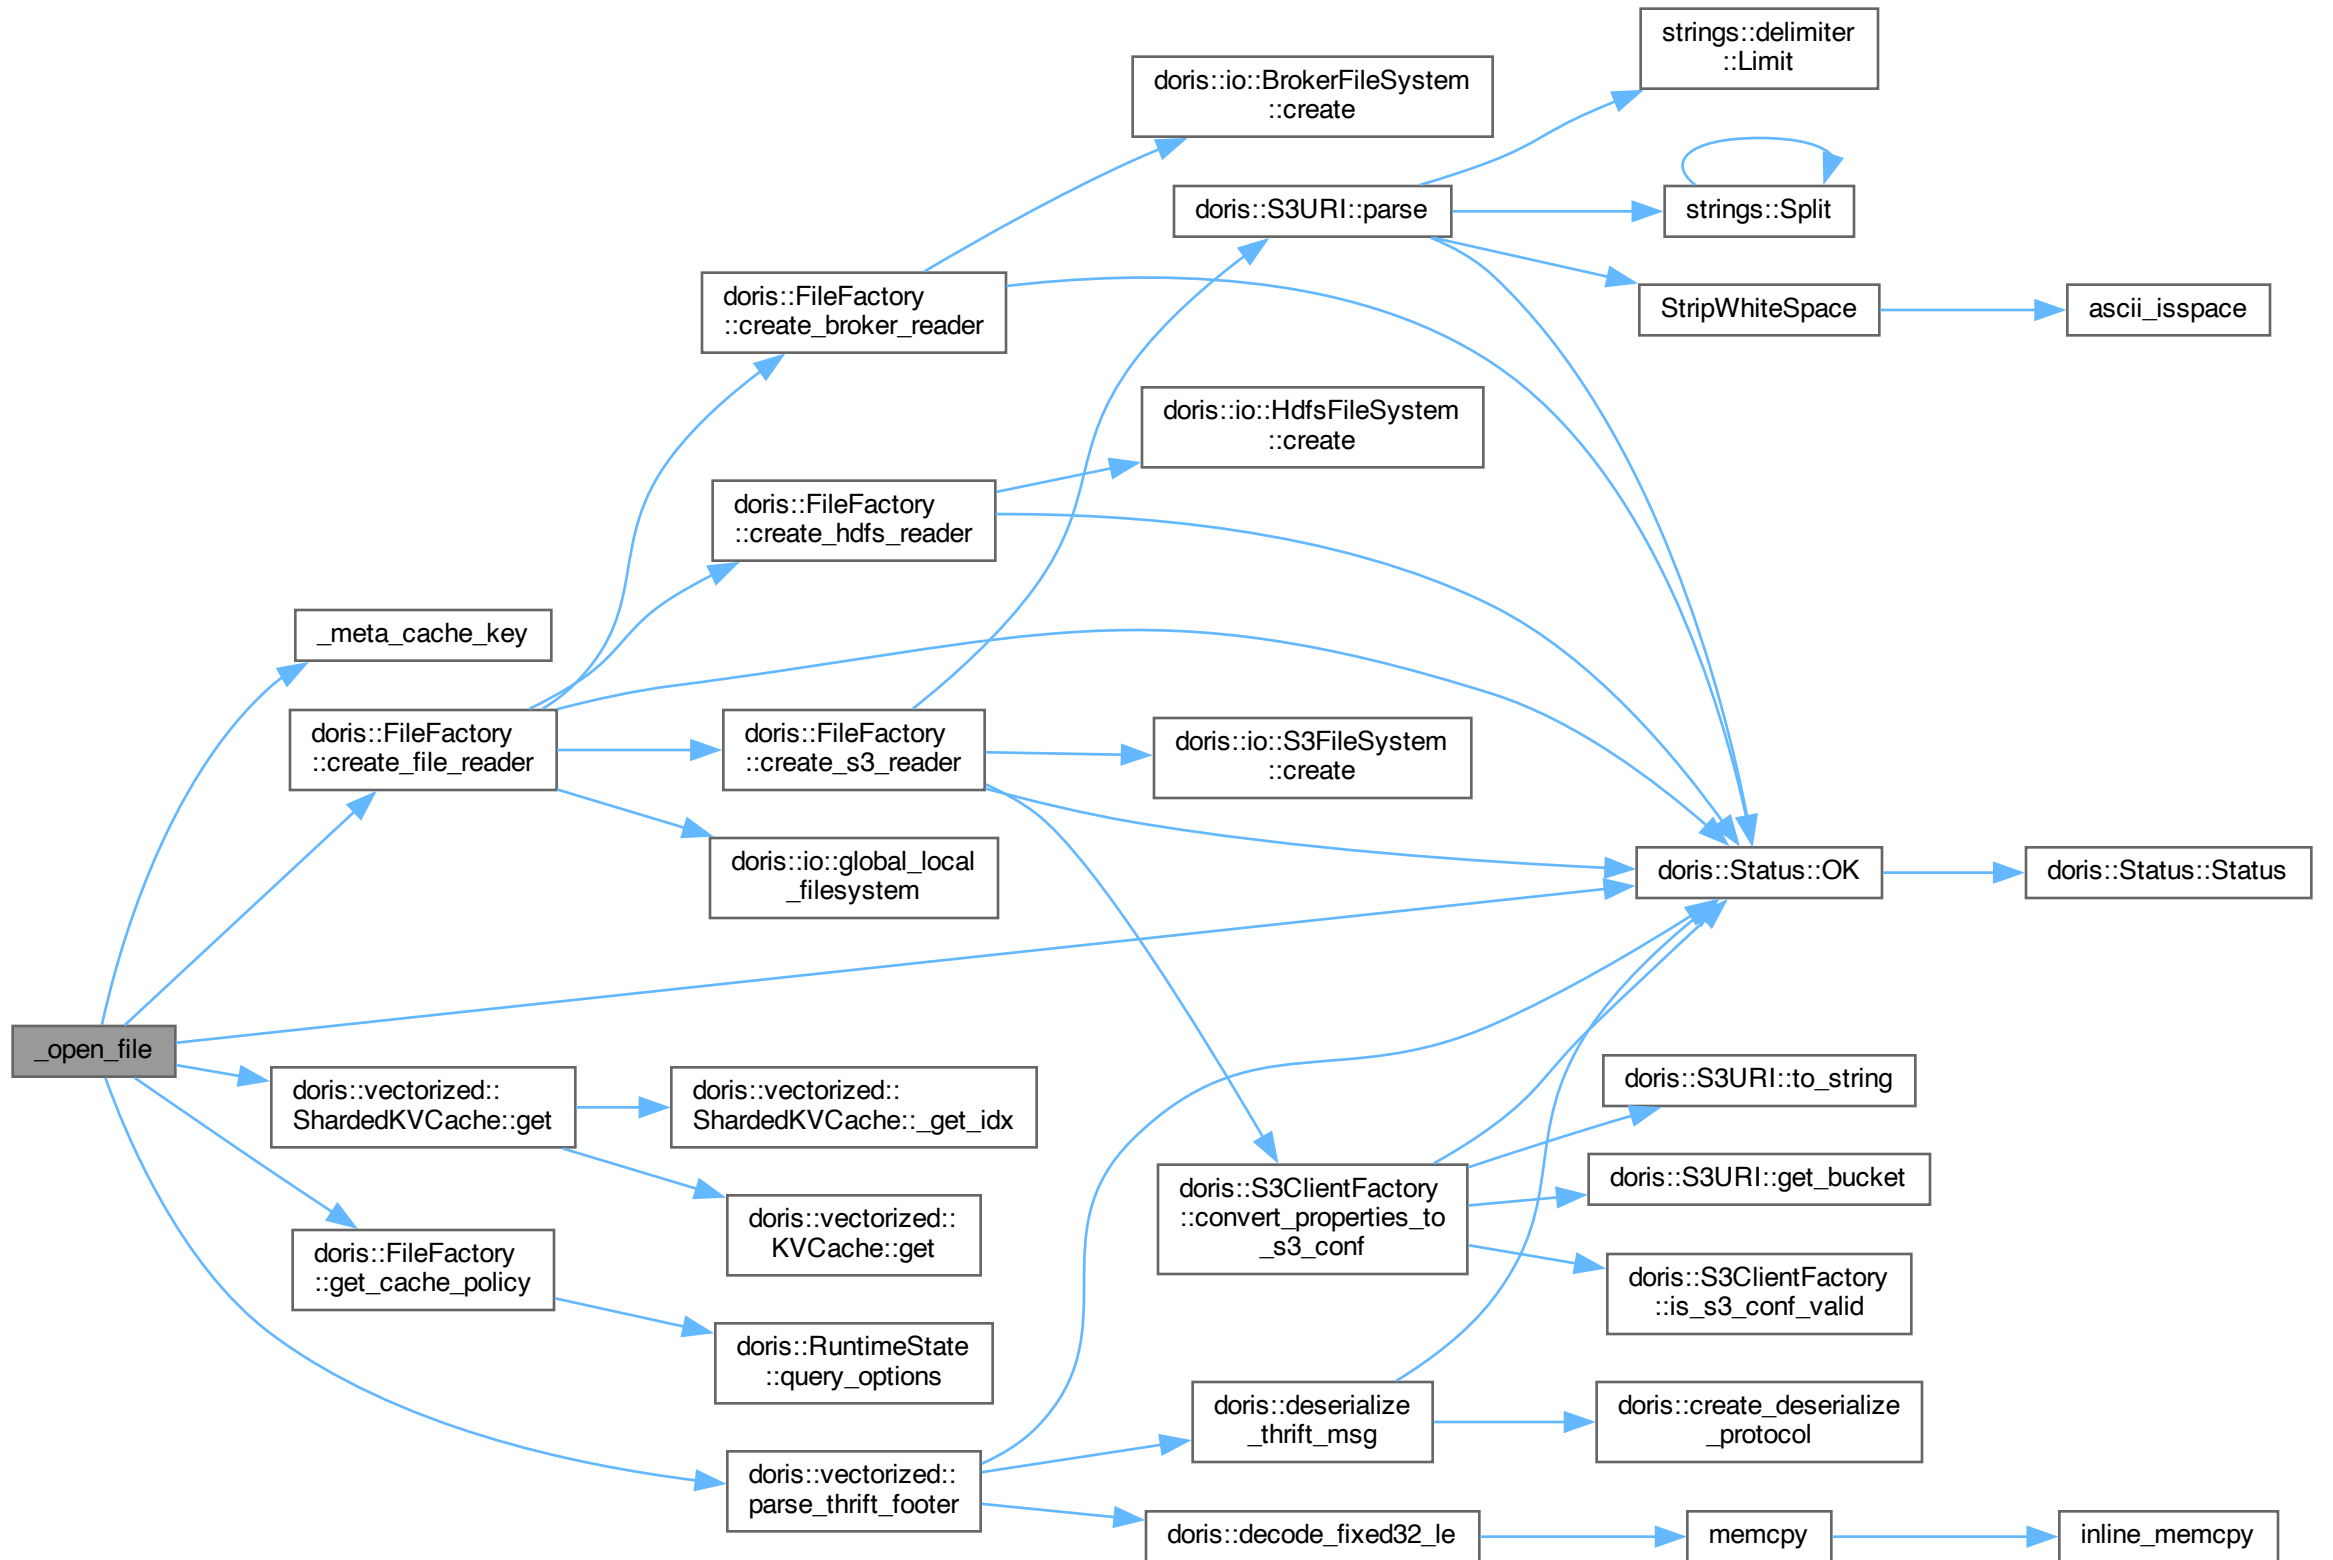 strings::delimiter
::Limit
doris::io::BrokerFileSystem
::create
doris::S3URI::parse
strings::Split
doris::FileFactory
::create_broker_reader
StripWhiteSpace
ascii_isspace
doris::io::HdfsFileSystem
::create
doris::FileFactory
::create_hdfs_reader
_meta_cache_key
doris::FileFactory
::create_file_reader
doris::FileFactory
::create_s3_reader
doris::io::S3FileSystem
::create
doris::io::global_local
_filesystem
doris::Status::OK
doris::Status::Status
_open_file
doris::vectorized::
ShardedKVCache::get
doris::vectorized::
ShardedKVCache::_get_idx
doris::S3URI::to_string
doris::S3ClientFactory
::convert_properties_to
_s3_conf
doris::S3URI::get_bucket
doris::vectorized::
KVCache::get
doris::FileFactory
::get_cache_policy
doris::S3ClientFactory
::is_s3_conf_valid
doris::RuntimeState
::query_options
doris::deserialize
_thrift_msg
doris::create_deserialize
_protocol
doris::vectorized::
parse_thrift_footer
doris::decode_fixed32_le
memcpy
inline_memcpy